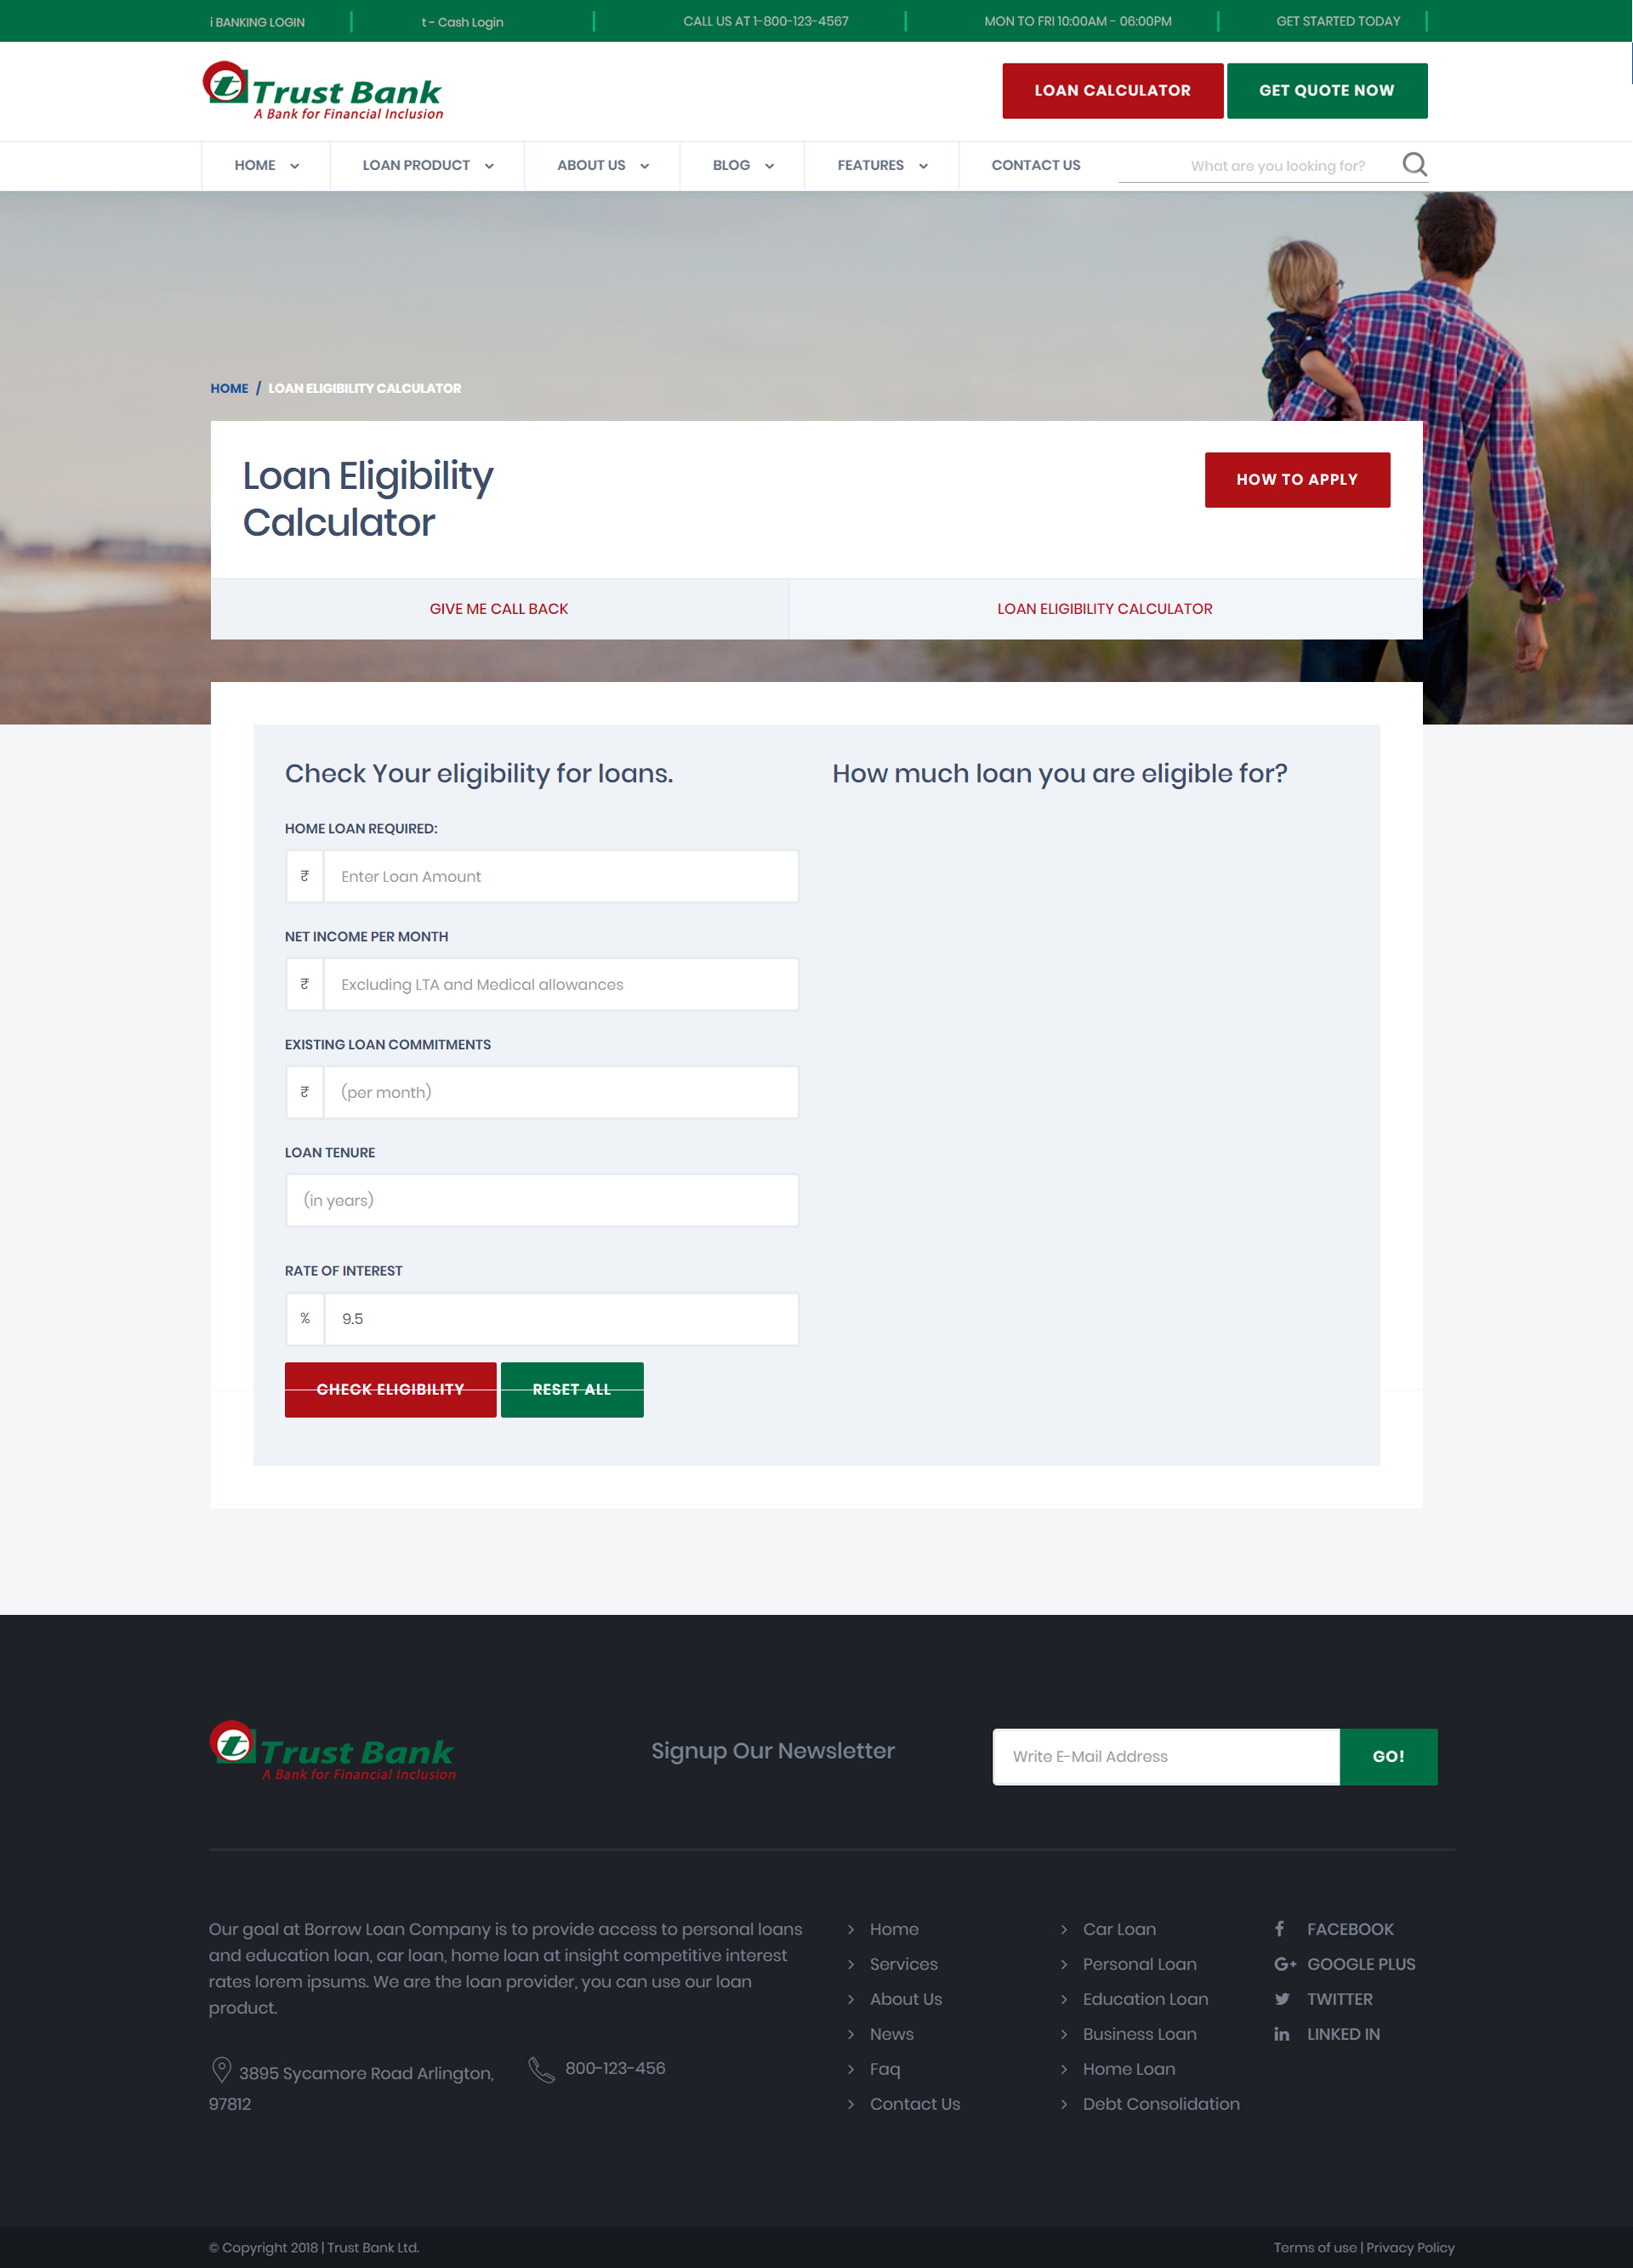 i BANKING LOGIN
t - Cash Login
CALL US AT 1-800-123-4567
MON TO FRI 10:00AM - 06:00PM
GET STARTED TODAY
t Trust Bank
A Bank for Financial Inclusion
LOAN CALCULATOR
GET QUOTE NOW
HOME
LOAN PRODUCT
ABOUT US
BLOG
FEATURES
CONTACT US
What are you looking for?
HOME / LOAN ELIGIBILITY CALCULATOR
Loan Eligibility
Calculator
HOW TO APPLY
GIVE ME CALL BACK
LOAN ELIGIBILITY CALCULATOR
Check Your eligibility for loans.
How much loan you are eligible for?
HOME LOAN REQUIRED:
₹ Enter Loan Amount
NET INCOME PER MONTH
₹ Excluding LTA and Medical allowances
EXISTING LOAN COMMITMENTS
₹ (per month)
LOAN TENURE
(in years)
RATE OF INTEREST
% 9.5
CHECK ELIGIBILITY
RESET ALL
t Trust Bank
A Bank for Financial Inclusion
Signup Our Newsletter
Write E-Mail Address
GO!
Our goal at Borrow Loan Company is to provide access to personal loans
and education loan, car loan, home loan at insight competitive interest
rates lorem ipsums. We are the loan provider, you can use our loan
product.
3895 Sycamore Road Arlington,
97812
800-123-456
Home
Services
About Us
News
Faq
Contact Us
Car Loan
Personal Loan
Education Loan
Business Loan
Home Loan
Debt Consolidation
FACEBOOK
GOOGLE PLUS
TWITTER
LINKED IN
© Copyright 2018 | Trust Bank Ltd.
Terms of use | Privacy Policy